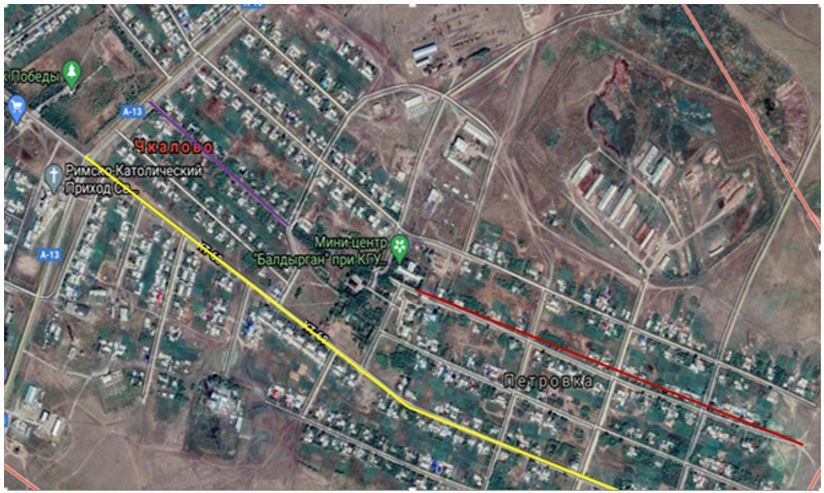 к Победы
А-13
Чкалово
Римско-Католический
Приход Св...
А-13
Мини-центр
"Балдырган" при КГУ...
Петровка